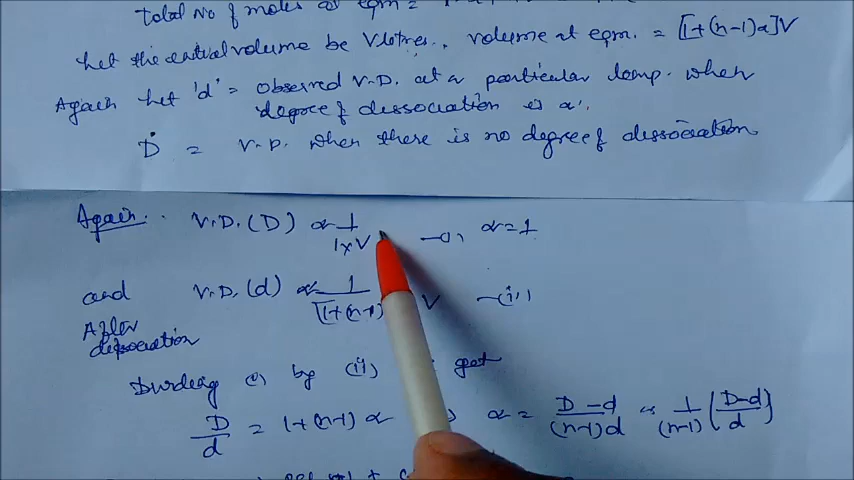 Total No of moles at eqm =
Let the initial volume be V litres., volume at eqm. = [1+(n-1)α]V
Again let 'd' = observed V.D. at a particular temp. when
degree of dissociation is α'.
D = V.D. when there is no degree of dissociation.
Again. V.D. (D) ∝ 1/1×V —(i) α=1
and V.D. (d) ∝ 1/[1+(n-1) V —(ii)
After
dissociation
Dividing (i) by (ii) get
D/d = 1+(n-1)α α = D-d/(n-1)d = 1/(n-1) (D-d/d)